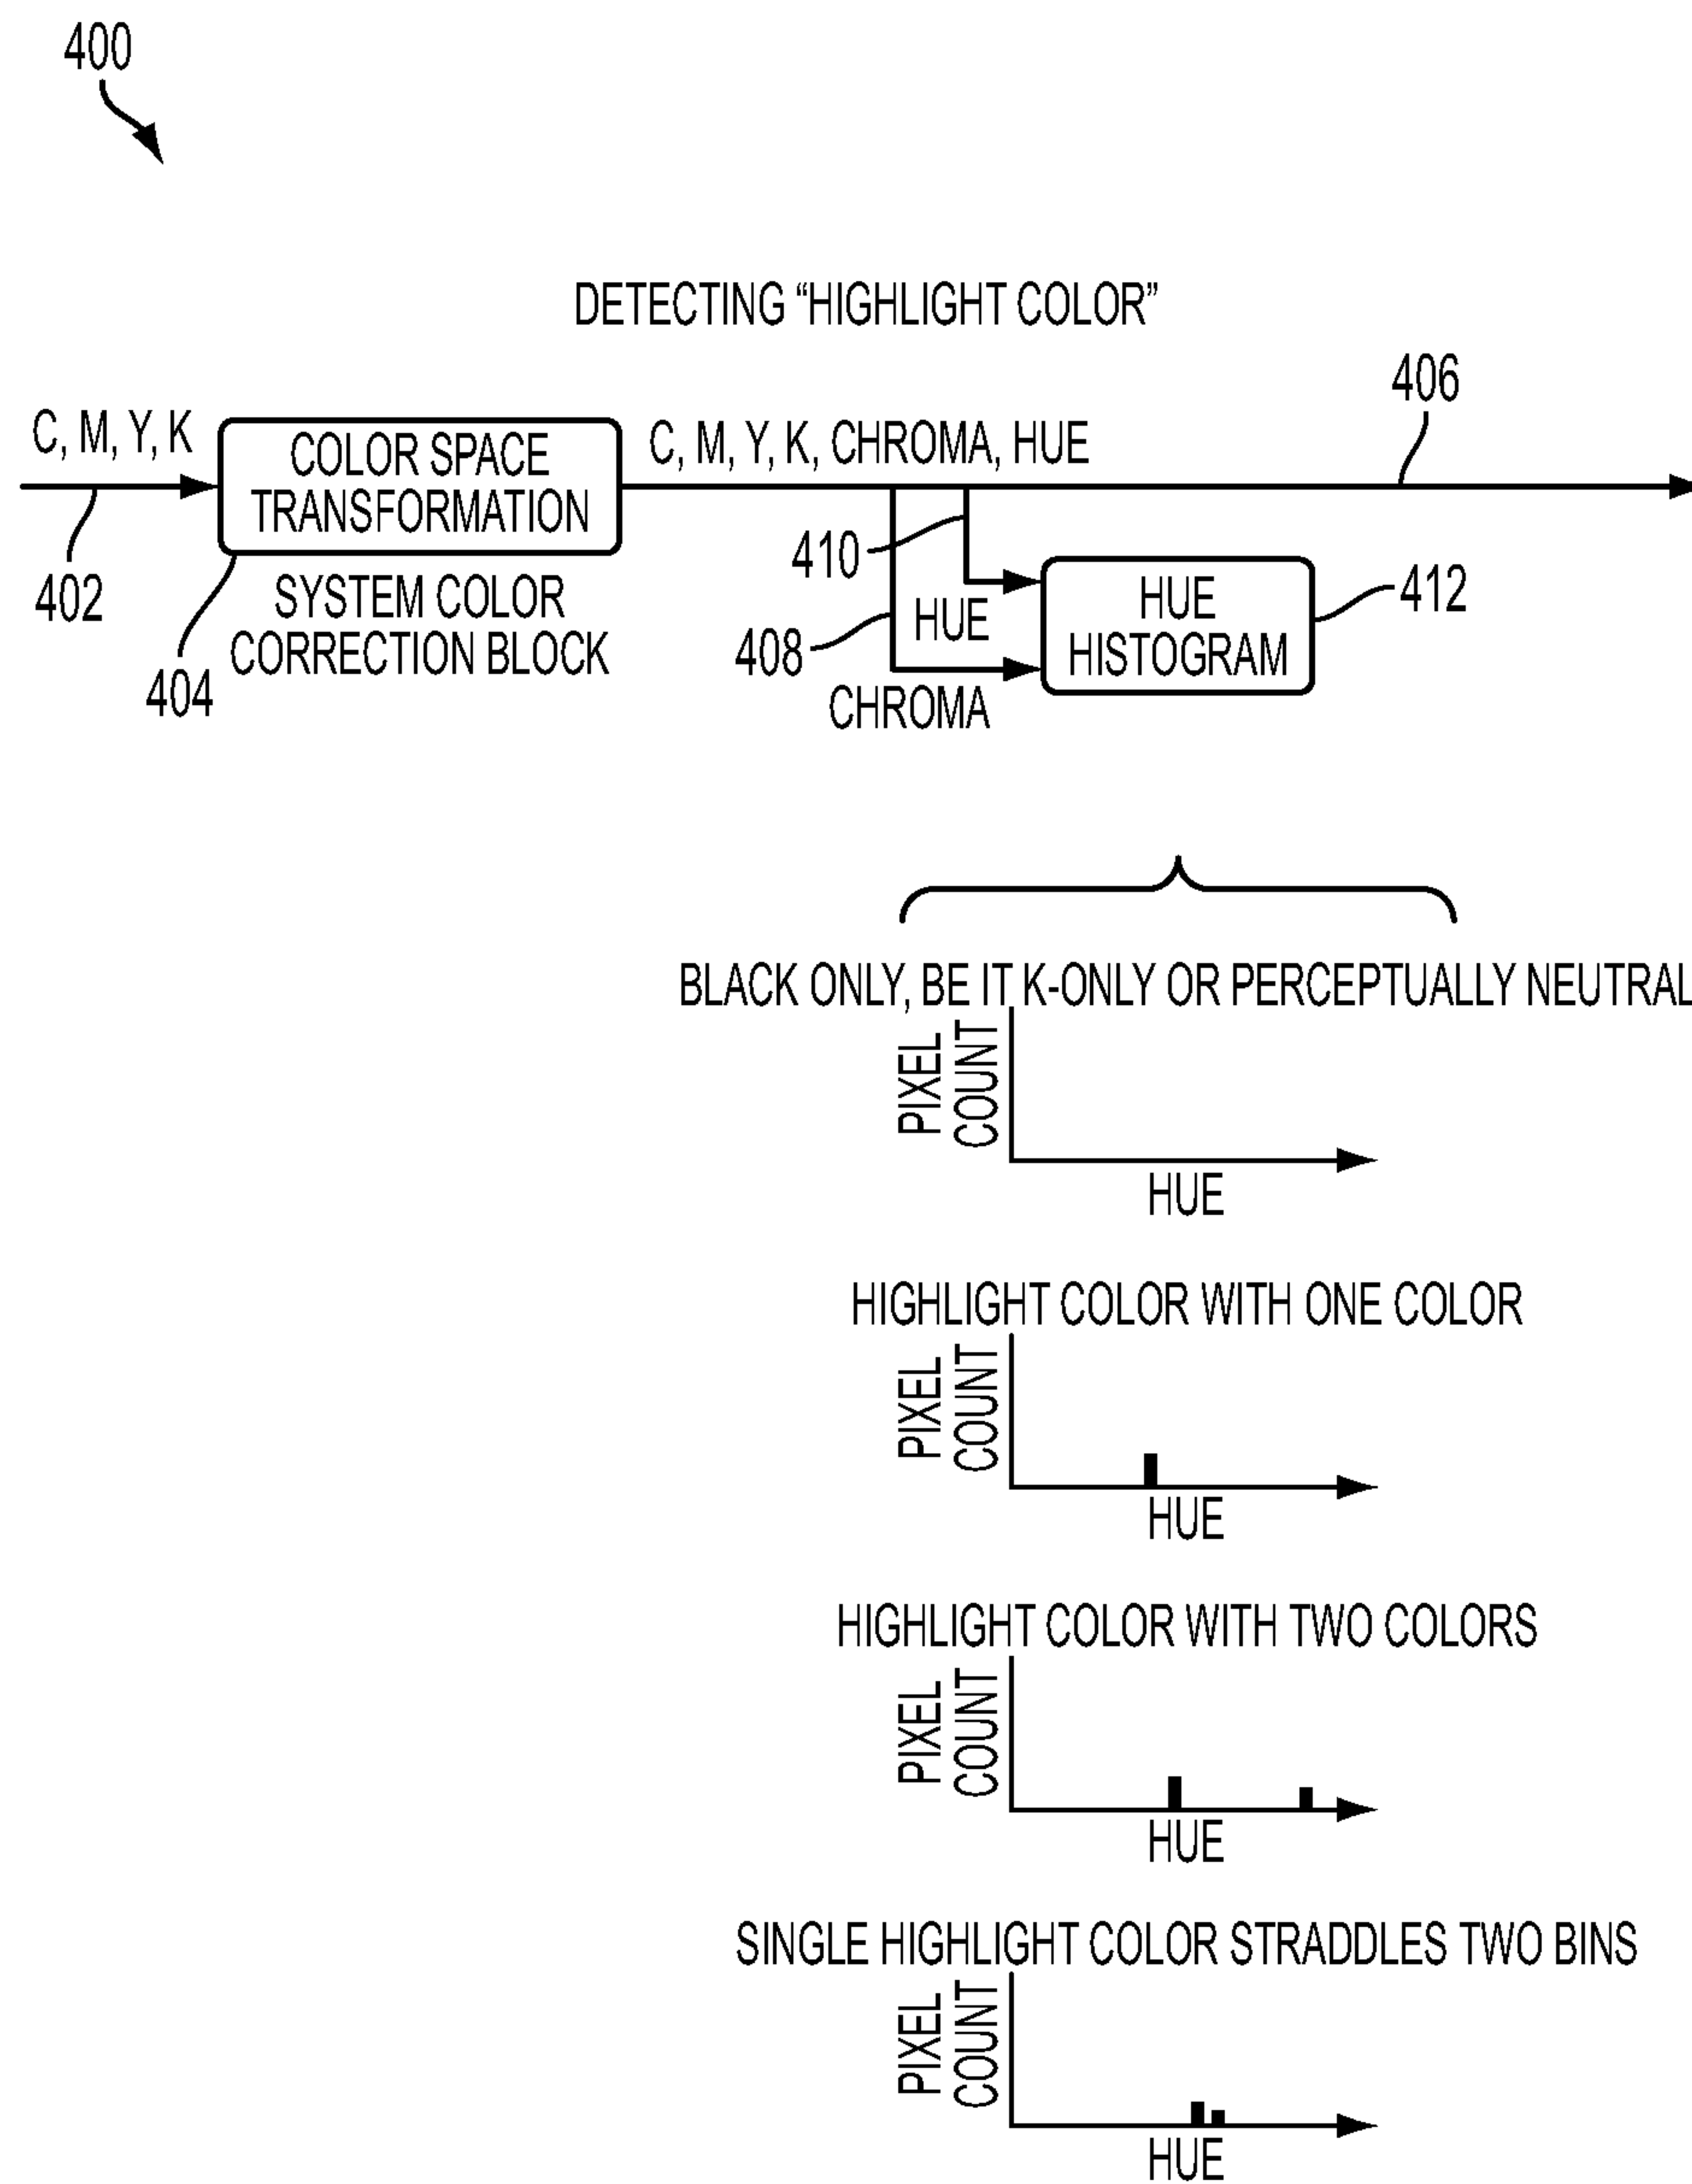 400
DETECTING “HIGHLIGHT COLOR”
406
C, M, Y, K
COLOR SPACE
TRANSFORMATION
C, M, Y, K, CHROMA, HUE
402
404
SYSTEM COLOR
CORRECTION BLOCK
410
408
HUE
CHROMA
HUE
HISTOGRAM
412
BLACK ONLY, BE IT K-ONLY OR PERCEPTUALLY NEUTRAL
PIXEL
COUNT
HUE
HIGHLIGHT COLOR WITH ONE COLOR
PIXEL
COUNT
HUE
HIGHLIGHT COLOR WITH TWO COLORS
PIXEL
COUNT
HUE
SINGLE HIGHLIGHT COLOR STRADDLES TWO BINS
PIXEL
COUNT
HUE